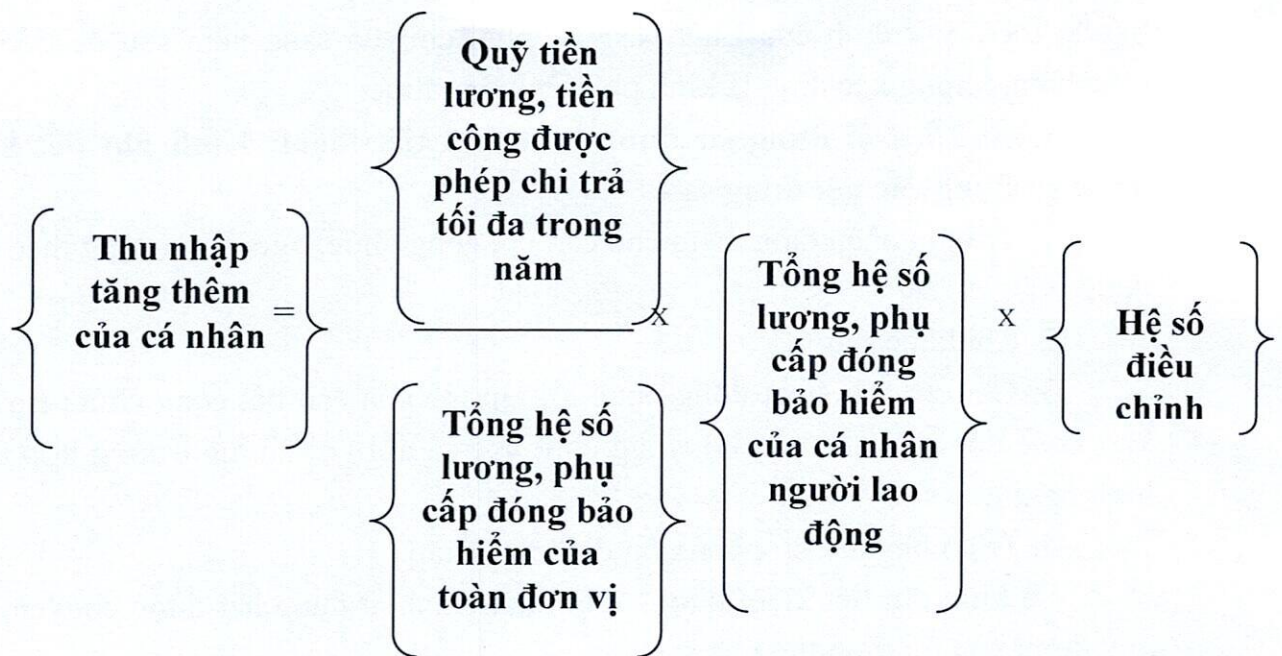 Thu nhập
tăng thêm
của cá nhân
=
Quỹ tiền
lương, tiền
công được
phép chi trả
tối đa trong
năm
Tổng hệ số
lương, phụ
cấp đóng bảo
hiểm của
toàn đơn vị
x
Tổng hệ số
lương, phụ
cấp đóng
bảo hiểm
của cá nhân
người lao
động
x
Hệ số
điều
chỉnh